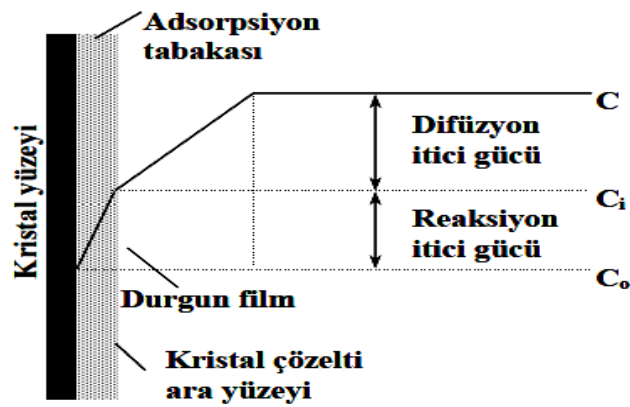 Adsorpsiyon
tabakası
Kristal yüzeyi
C
Difüzyon
itici gücü
Ci
Reaksiyon
itici gücü
Co
Durgun film
Kristal çözelti
ara yüzeyi